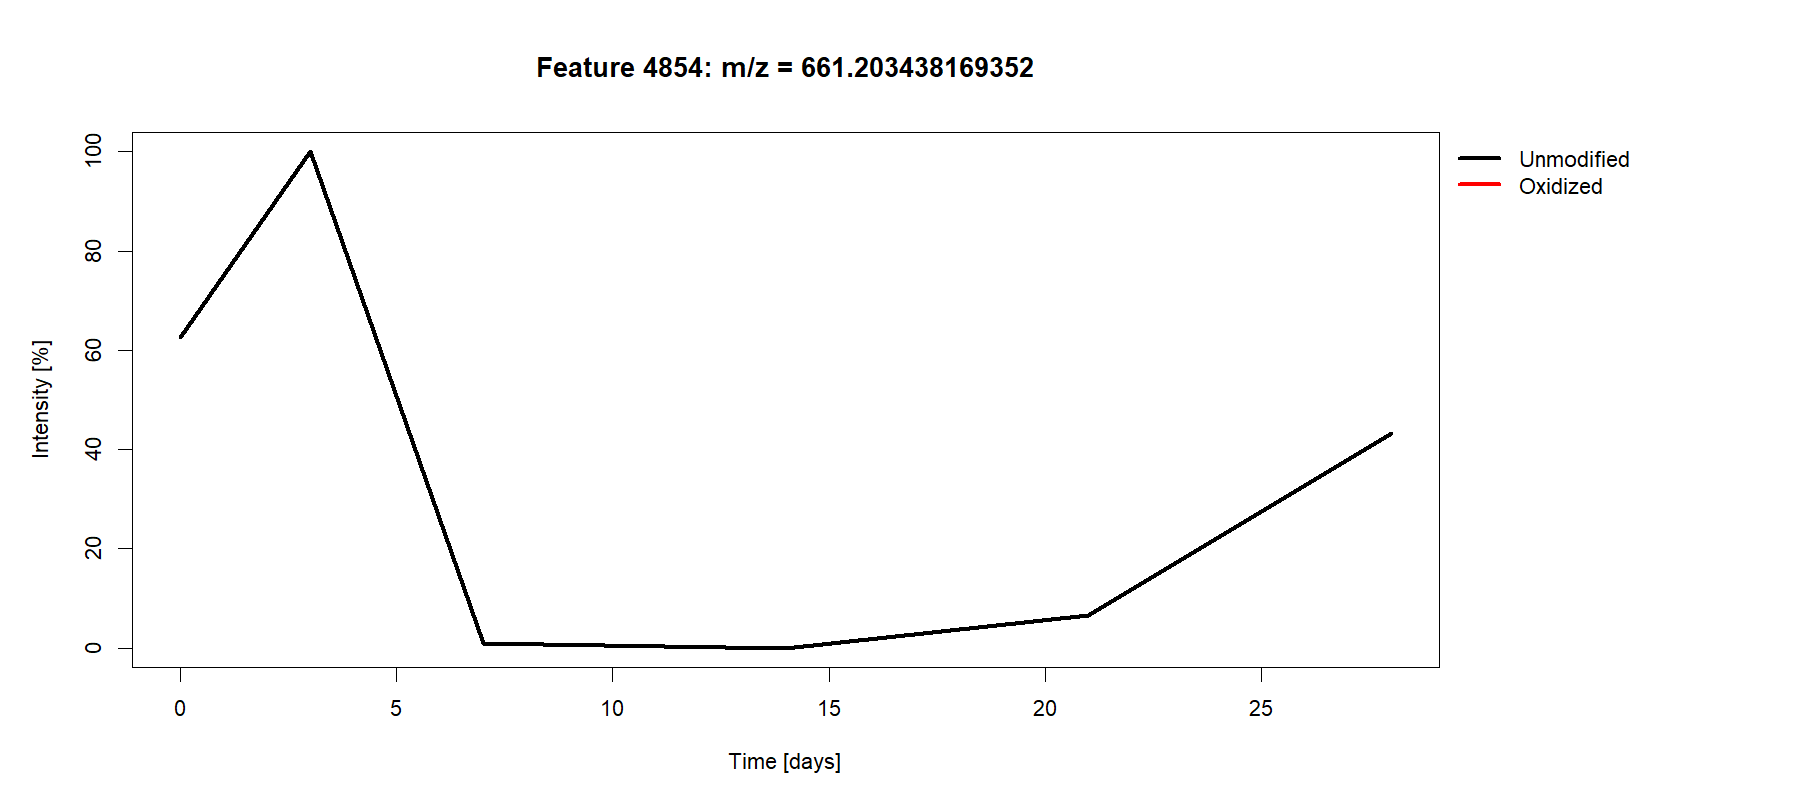 Feature 4854: m/z = 661.203438169352
Unmodified
Oxidized
Intensity [%]
100
80
60
40
20
0
0 5 10 15 20 25
Time [days]